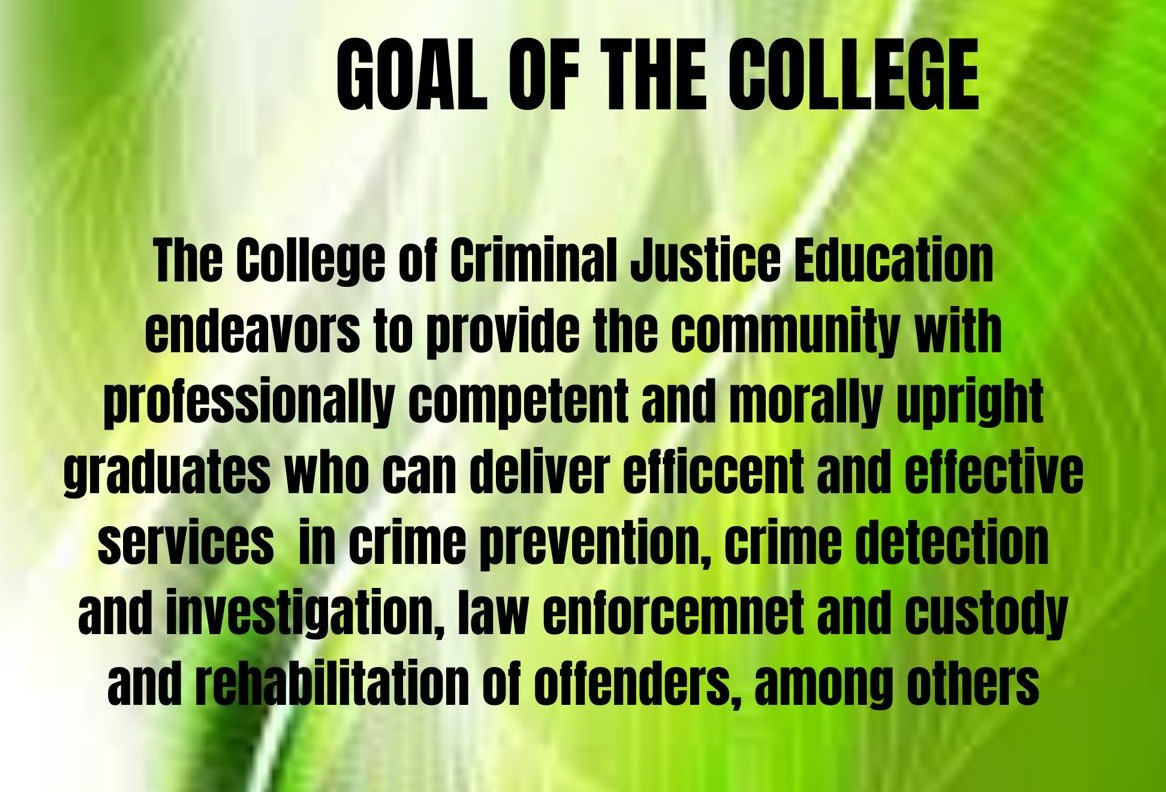 GOAL OF THE COLLEGE
The College of Criminal Justice Education
endeavors to provide the community with
professionally competent and morally upright
graduates who can deliver efficcent and effective
services  in crime prevention, crime detection
and investigation, law enforcemnet and custody
and rehabilitation of offenders, among others